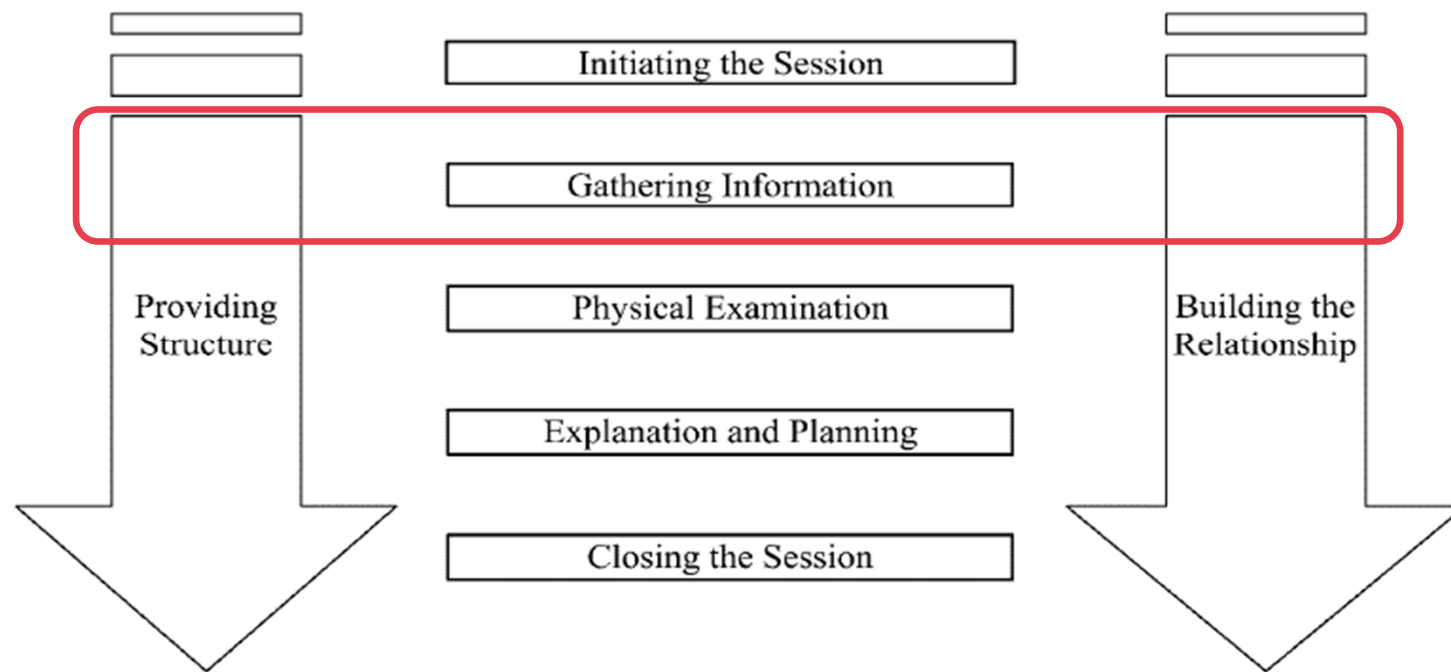 Initiating the Session
Gathering Information
Providing
Structure
Physical Examination
Building the
Relationship
Explanation and Planning
Closing the Session